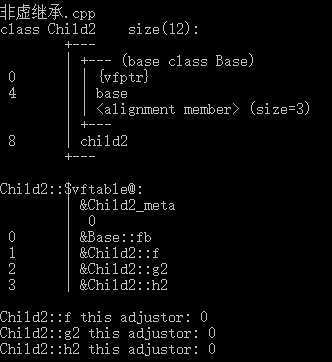 非虚继承.cpp
class Child2    size(12):
        +---
        | +--- (base class Base)
 0      | | {vfptr}
 4      | | base
        | | <alignment member> (size=3)
        | +---
 8      | child2
        +---
Child2::$vftable@:
        | &Child2_meta
        |  0
 0      | &Base::fb
 1      | &Child2::f
 2      | &Child2::g2
 3      | &Child2::h2
Child2::f this adjustor: 0
Child2::g2 this adjustor: 0
Child2::h2 this adjustor: 0